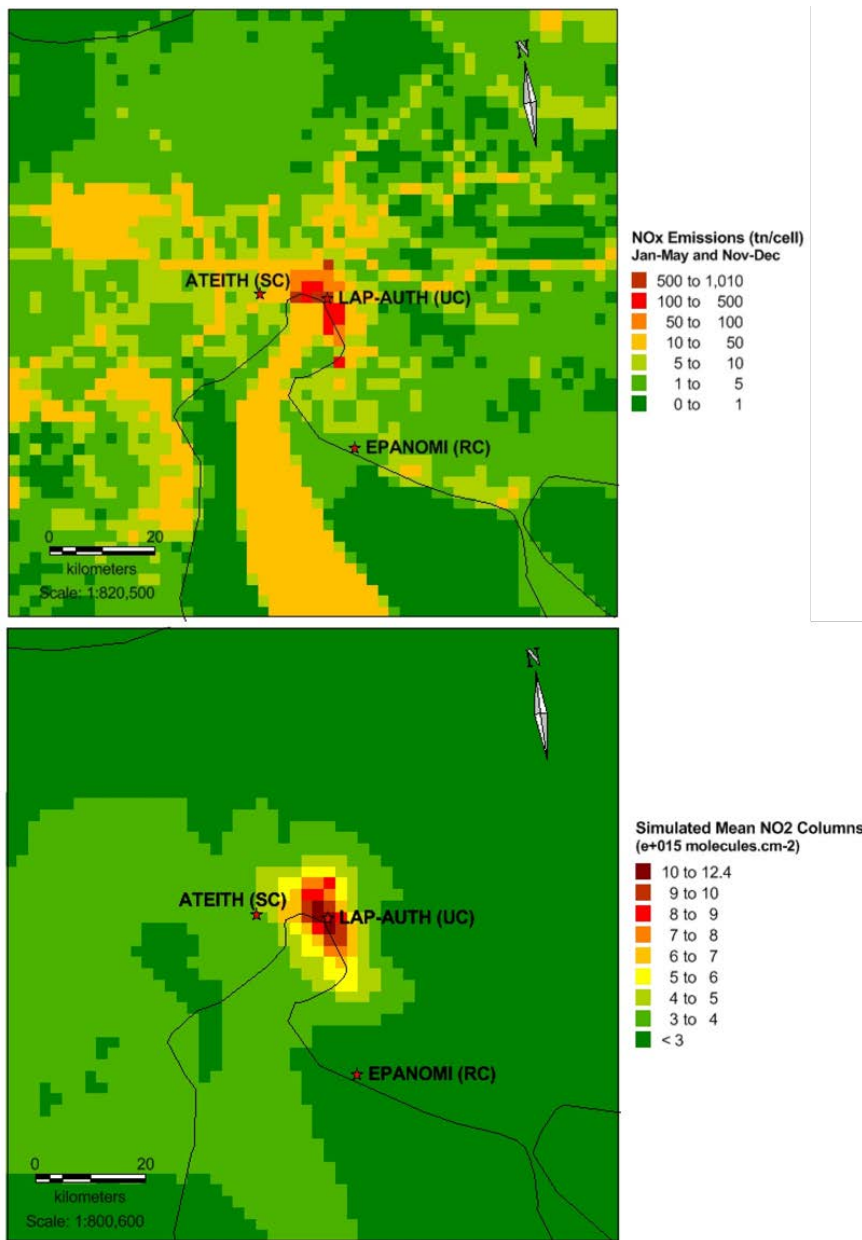 N
ATEITH (SC)
LAP-AUTH (UC)
EPANOMI (RC)
0 20
kilometers
Scale: 1:820,500
NOx Emissions (tn/cell)
Jan-May and Nov-Dec
500 to 1,010
100 to 500
50 to 100
10 to 50
5 to 10
1 to 5
0 to 1
N
ATEITH (SC)
LAP-AUTH (UC)
EPANOMI (RC)
0 20
kilometers
Scale: 1:800,600
Simulated Mean NO2 Columns
(e+015 molecules.cm-2)
10 to 12.4
9 to 10
8 to 9
7 to 8
6 to 7
5 to 6
4 to 5
3 to 4
< 3